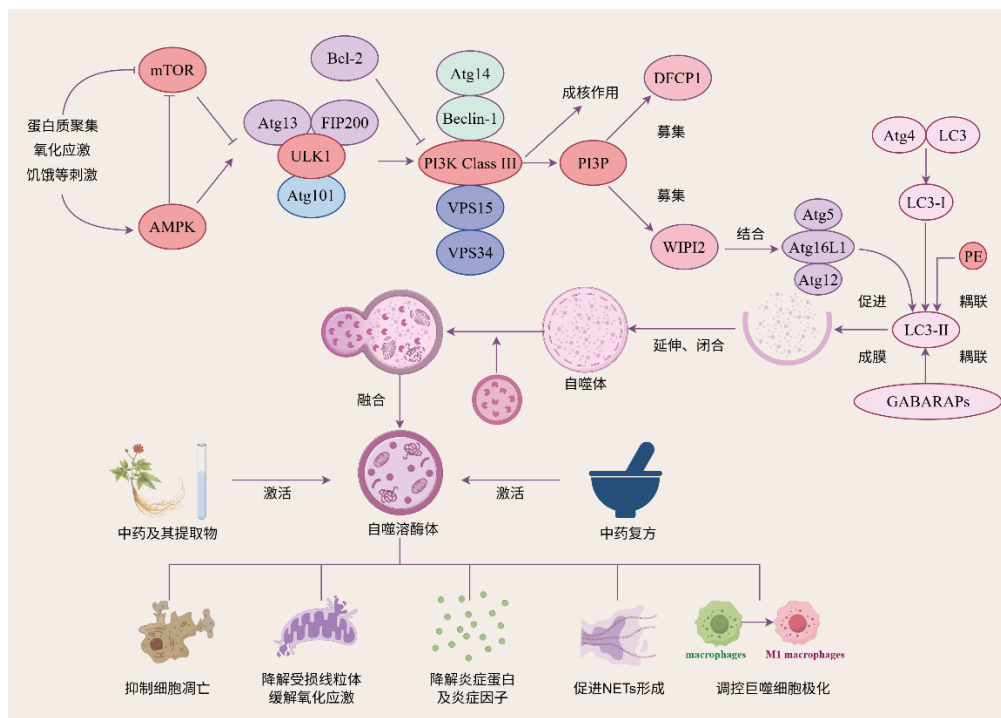 mTOR
蛋白质聚集
氧化应激
饥饿等刺激
AMPK
Bcl-2
Atg13
FIP200
ULK1
Atg101
Atg14
Beclin-1
PI3K Class III
VPS15
VPS34
成核作用
PI3P
DFCP1
募集
募集
WIPI2
结合
Atg5
Atg16L1
Atg12
Atg4
LC3
LC3-I
PE
促进
耦联
LC3-II
成膜
耦联
GABARAPs
延伸、闭合
自噬体
融合
自噬溶酶体
激活
中药及其提取物
激活
中药复方
抑制细胞凋亡
降解受损线粒体
缓解氧化应激
降解炎症蛋白
及炎症因子
促进NETs形成
macrophages
M1 macrophages
调控巨噬细胞极化